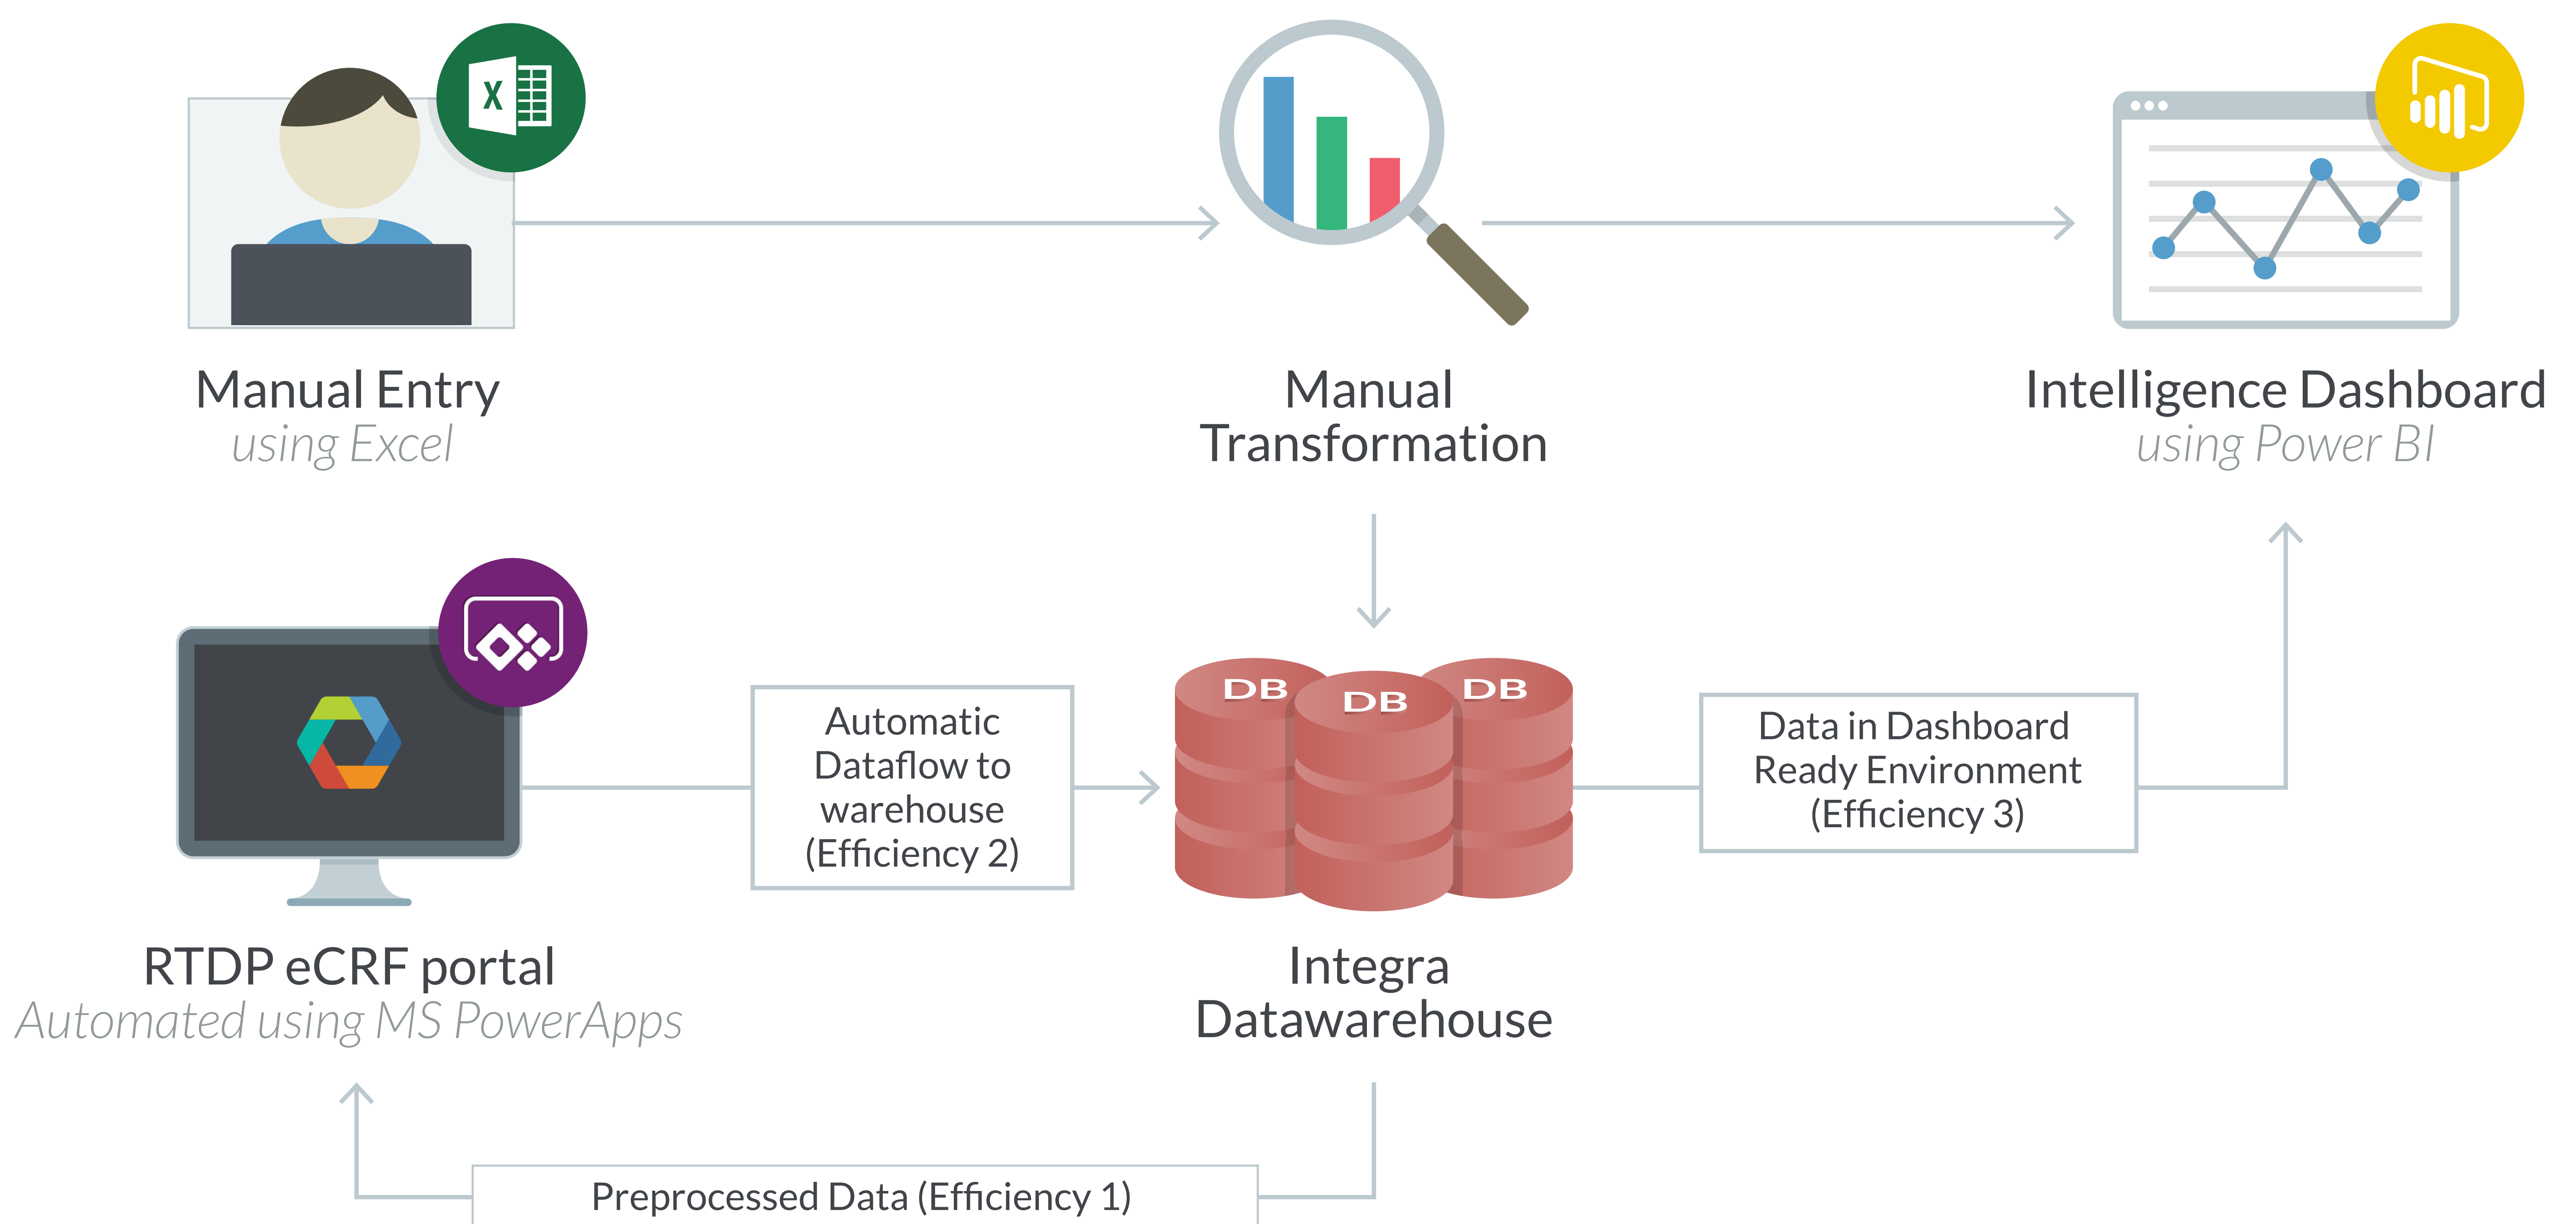 X
Manual Entry
using Excel
Manual
Transformation
Intelligence Dashboard
using Power BI
Automatic
Dataflow to
warehouse
(Efficiency 2)
DB
DB
DB
Data in Dashboard
Ready Environment
(Efficiency 3)
RTDP eCRF portal
Automated using MS PowerApps
Integra
Datawarehouse
Preprocessed Data (Efficiency 1)